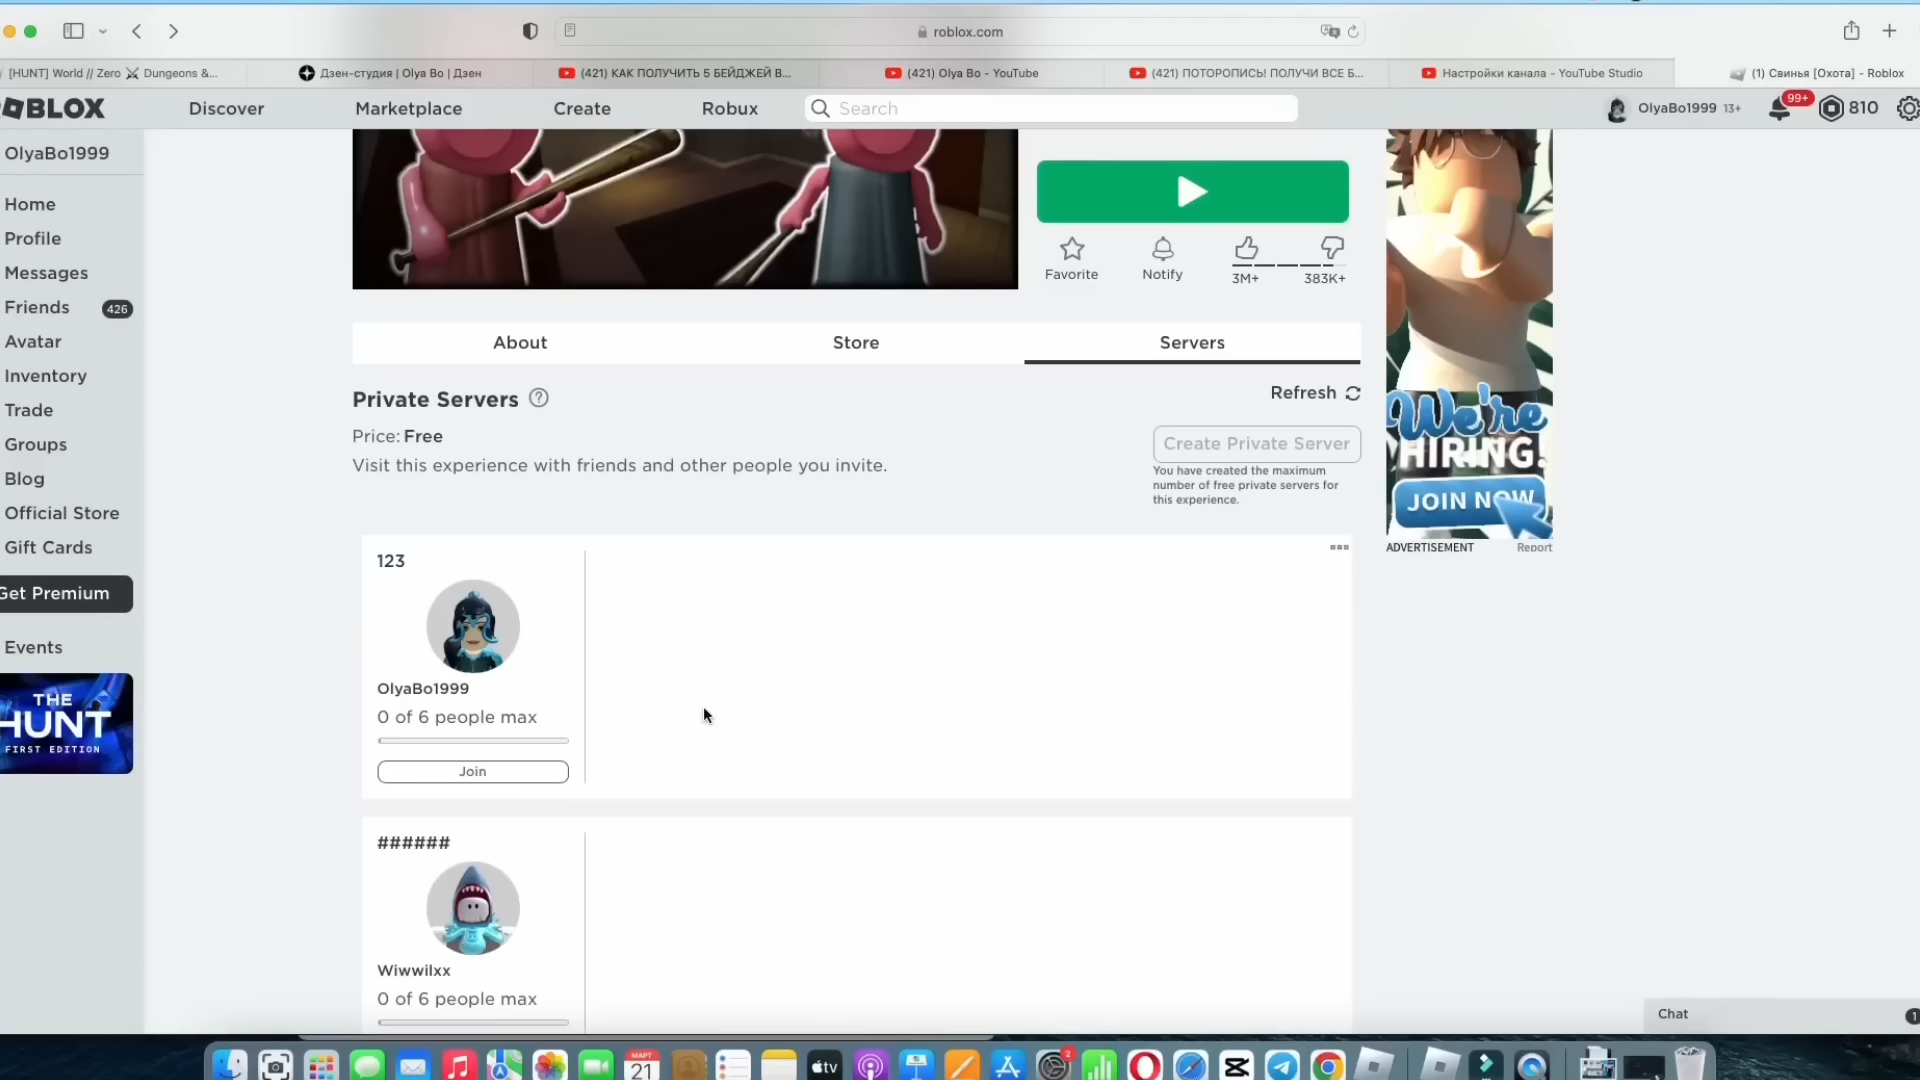 roblox.com
[HUNT] World // Zero ⚔ Dungeons &...
Дзен-студия | Olya Bo | Дзен
(421) КАК ПОЛУЧИТЬ 5 БЕЙДЖЕЙ В...
(421) Olya Bo - YouTube
(421) ПОТОРОПИСЬ! ПОЛУЧИ ВСЕ Б...
Настройки канала - YouTube Studio
(1) Свинья [Охота] - Roblox
ROBLOX
Discover
Marketplace
Create
Robux
Search
OlyaBo1999 13+
99+
810
OlyaBo1999
Home
Profile
Messages
Friends 426
Avatar
Inventory
Trade
Groups
Blog
Official Store
Gift Cards
Get Premium
Events
THE
HUNT
FIRST EDITION
Favorite
Notify
3M+
383K+
About
Store
Servers
Private Servers
Refresh
Price: Free
Visit this experience with friends and other people you invite.
Create Private Server
You have created the maximum
number of free private servers for
this experience.
123
OlyaBo1999
0 of 6 people max
Join
######
Wiwwilxx
0 of 6 people max
We're
HIRING!
JOIN NOW
ADVERTISEMENT
Report
Chat
1
МАРТ
21
tv
2